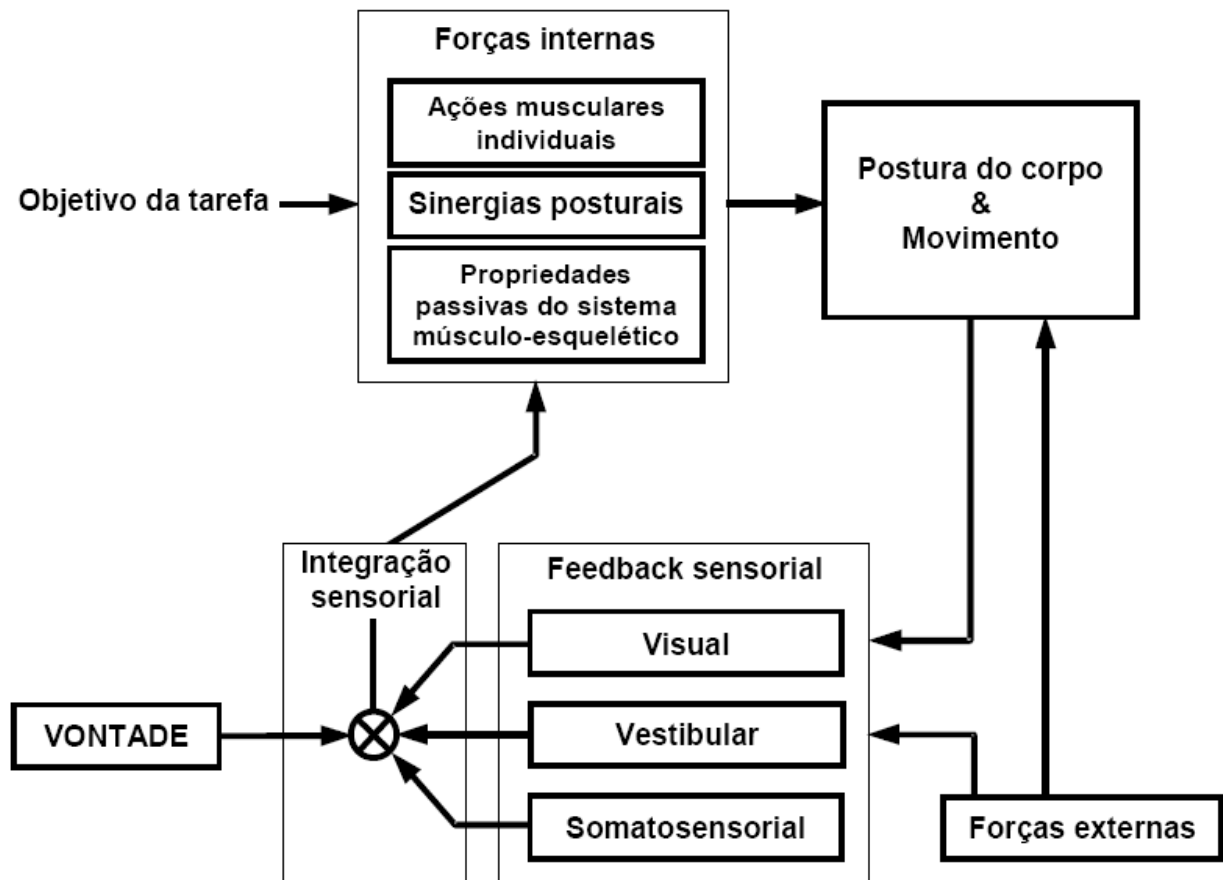 Forças internas
Ações musculares
individuais
Sinergias posturais
Propriedades
passivas do sistema
músculo-esquelético
Objetivo da tarefa
Postura do corpo
&
Movimento
Integração
sensorial
Feedback sensorial
Visual
Vestibular
Somatosensorial
VONTADE
Forças externas